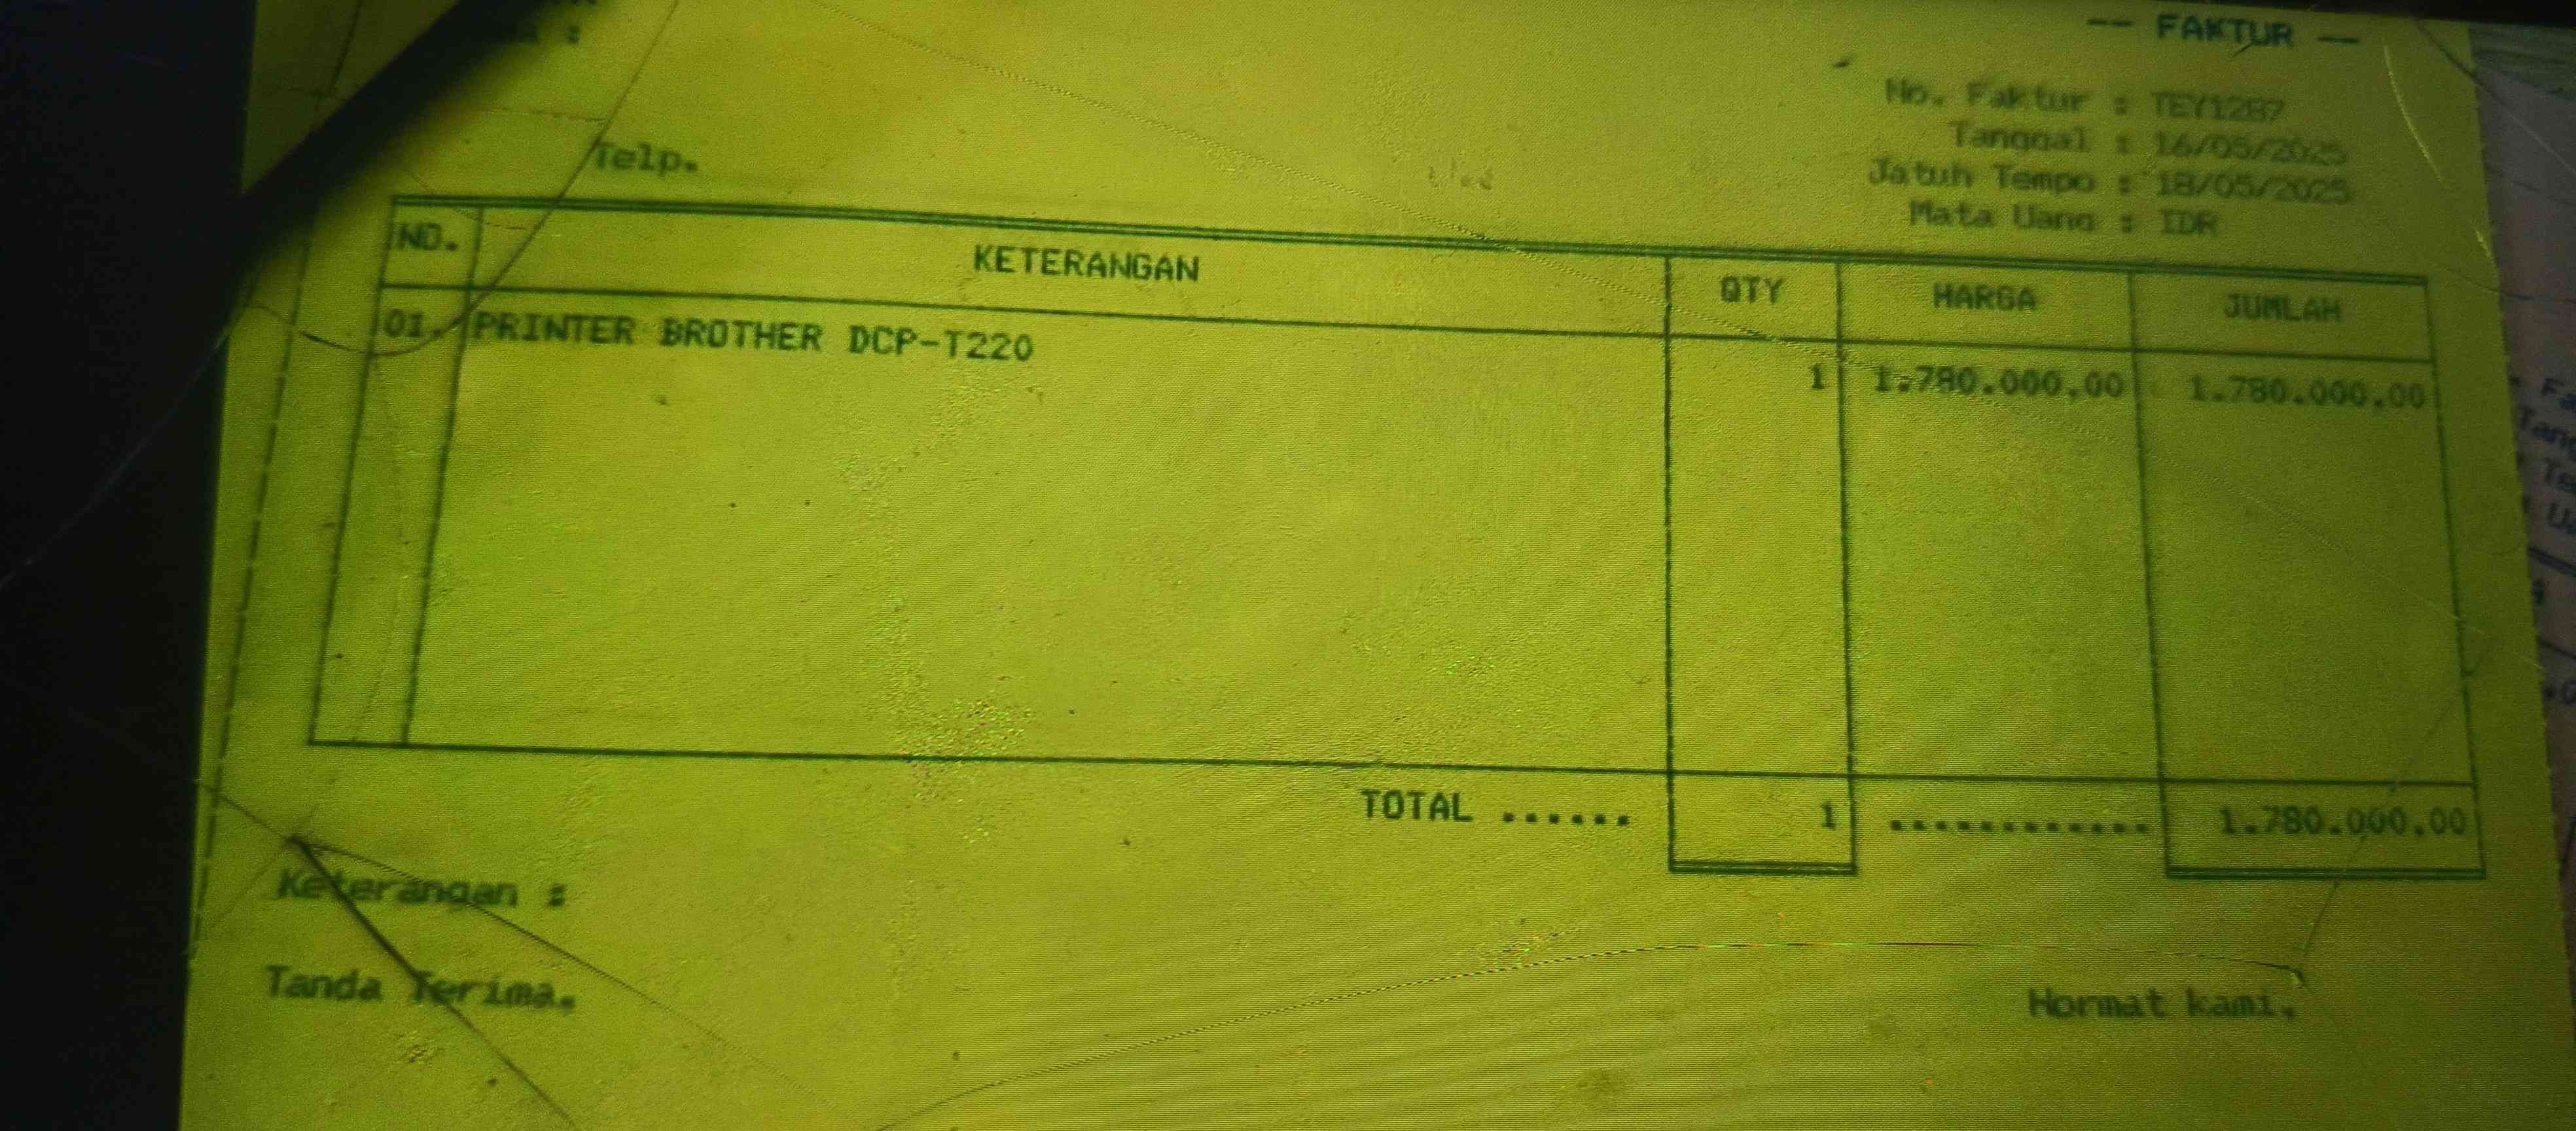 -- FAKTUR --
No. Faktur : TEY1287
Tanggal : 16/05/2025
Jatuh Tempo : 18/05/2025
Mata Uang : IDR
Telp.
NO. KETERANGAN QTY HARGA JUMLAH
01. PRINTER BROTHER DCP-T220 1 1.780.000,00 1.780.000,00
TOTAL ...... 1 ............ 1.780.000,00
Keterangan :
Tanda Terima, Hormat kami,